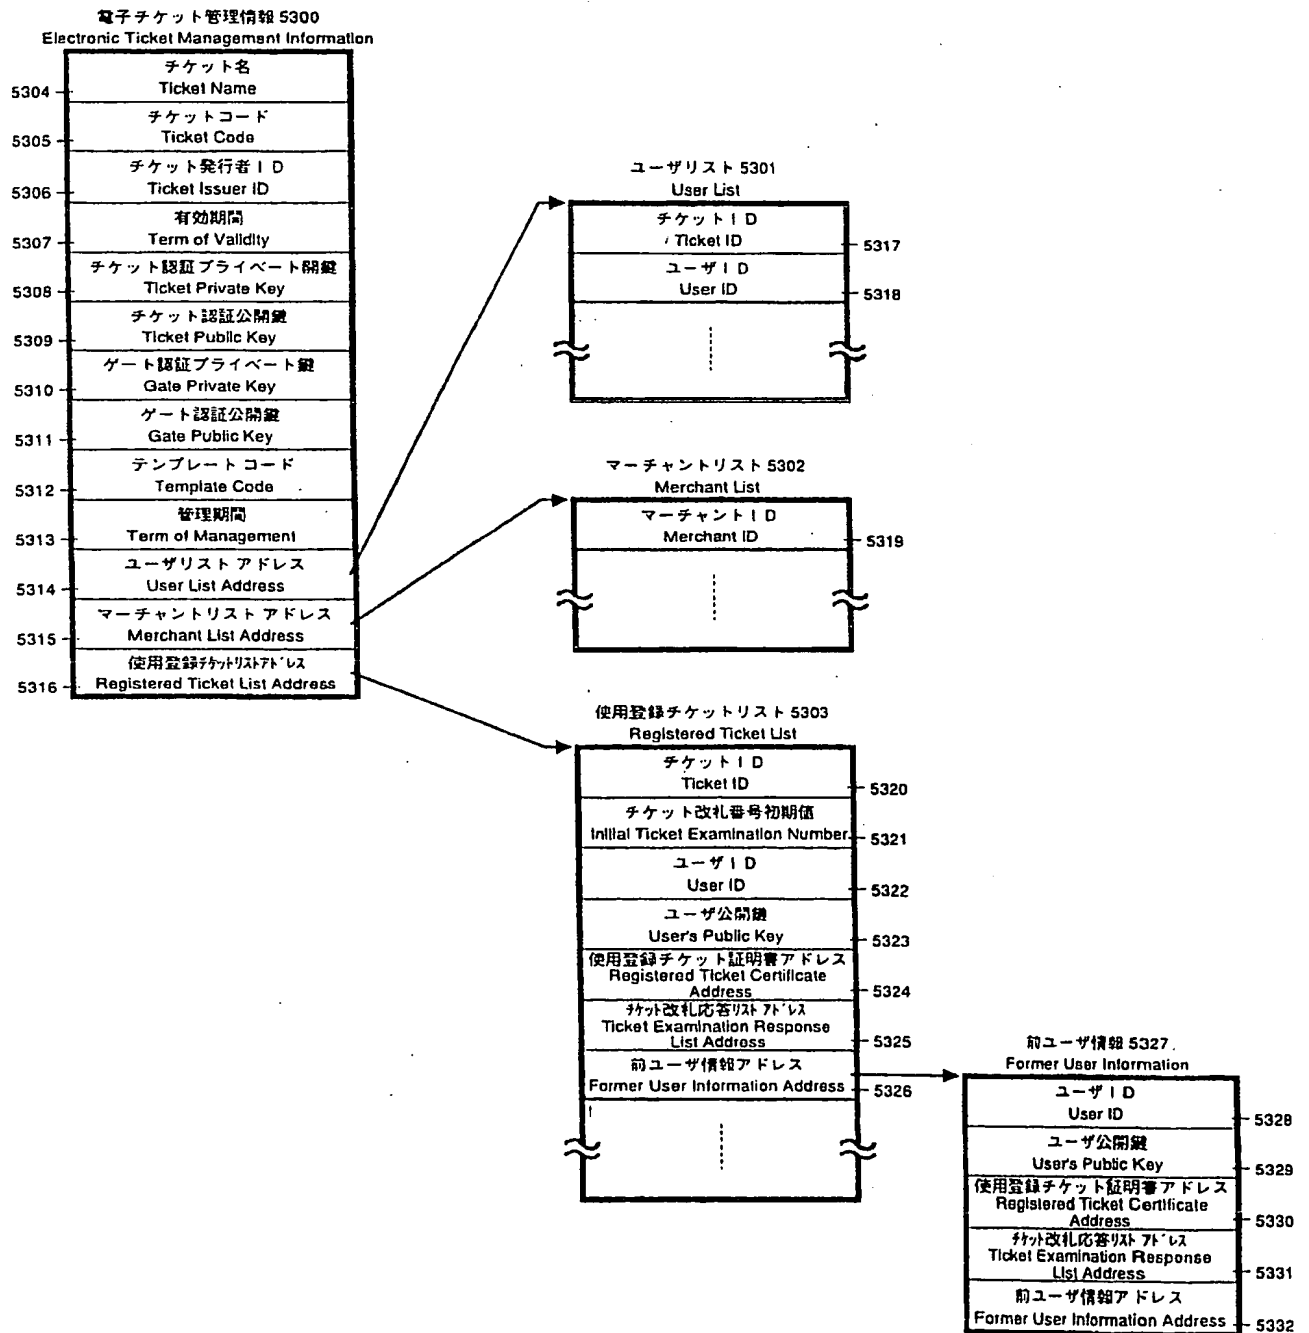 電子チケット管理情報 5300
Electronic Ticket Management Information
チケット名
Ticket Name
5304
チケットコード
Ticket Code
5305
チケット発行者ID
Ticket Issuer ID
5306
有効期間
Term of Validity
5307
チケット認証プライベート開鍵
Ticket Private Key
5308
チケット認証公開鍵
Ticket Public Key
5309
ゲート認証プライベート鍵
Gate Private Key
5310
ゲート認証公開鍵
Gate Public Key
5311
テンプレートコード
Template Code
5312
管理期間
Term of Management
5313
ユーザリスト アドレス
User List Address
5314
マーチャントリスト アドレス
Merchant List Address
5315
使用登録チケットリストアドレス
Registered Ticket List Address
5316
ユーザリスト 5301
User List
チケットID
Ticket ID
5317
ユーザID
User ID
5318
マーチャントリスト 5302
Merchant List
マーチャントID
Merchant ID
5319
使用登録チケットリスト 5303
Registered Ticket List
チケットID
Ticket ID
5320
チケット改札番号初期値
Initial Ticket Examination Number
5321
ユーザID
User ID
5322
ユーザ公開鍵
User's Public Key
5323
使用登録チケット証明書アドレス
Registered Ticket Certificate
Address
5324
チケット改札応答リスト アドレス
Ticket Examination Response
List Address
5325
前ユーザ情報アドレス
Former User Information Address
5326
前ユーザ情報 5327
Former User Information
ユーザID
User ID
5328
ユーザ公開鍵
User's Public Key
5329
使用登録チケット証明書アドレス
Registered Ticket Certificate
Address
5330
チケット改札応答リスト アドレス
Ticket Examination Response
List Address
5331
前ユーザ情報アドレス
Former User Information Address
5332